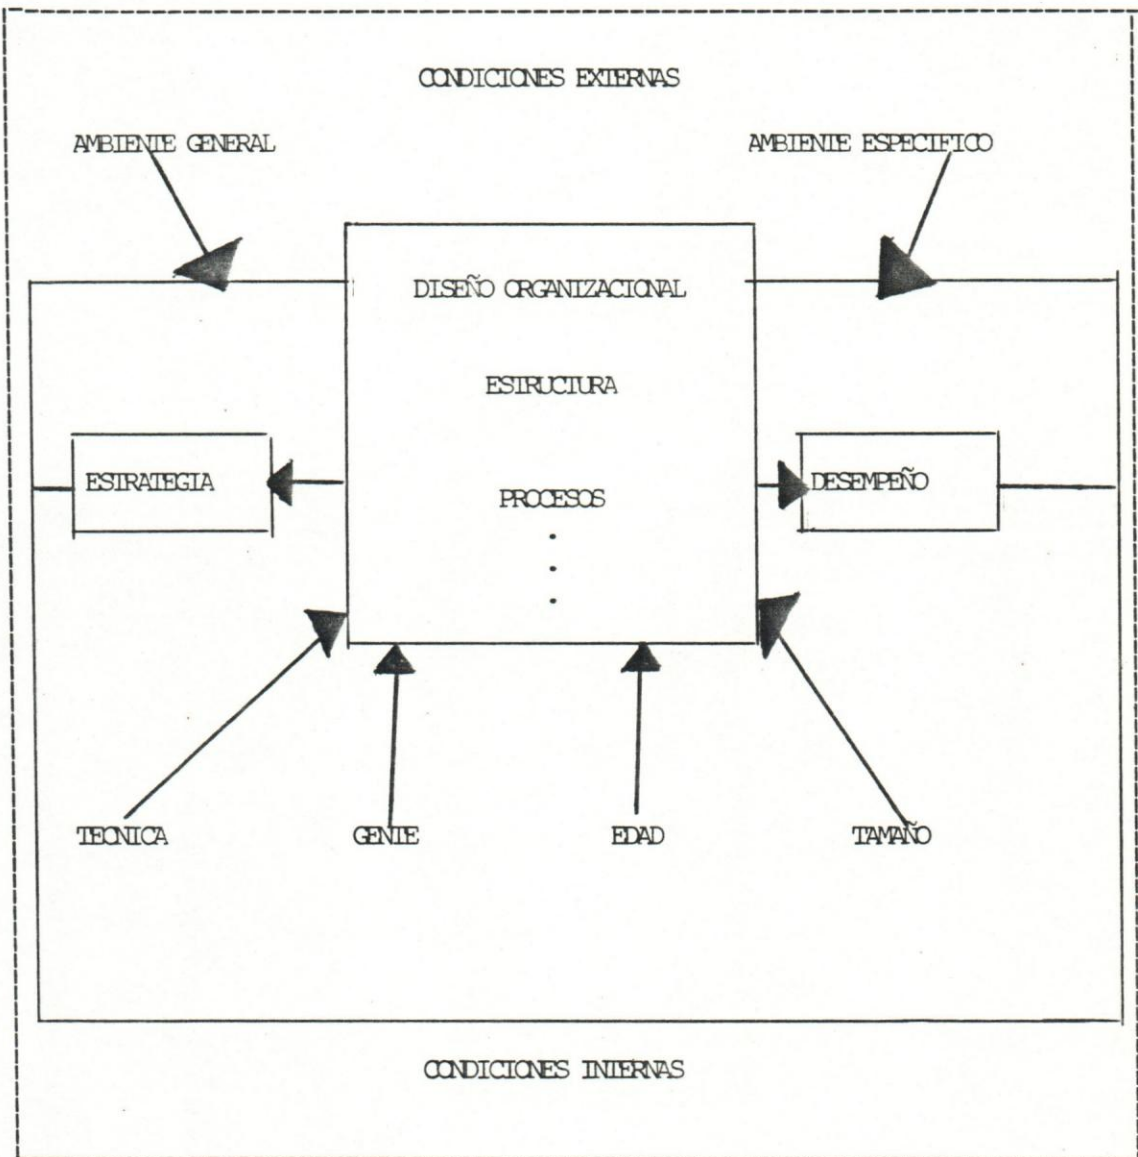 CONDICIONES EXTERNAS
AMBIENTE GENERAL
AMBIENTE ESPECIFICO
DISEÑO ORGANIZACIONAL
ESTRUCTURA
ESTRATEGIA
PROCESOS
DESEMPEÑO
TECNICA
GENTE
EDAD
TAMAÑO
CONDICIONES INTERNAS